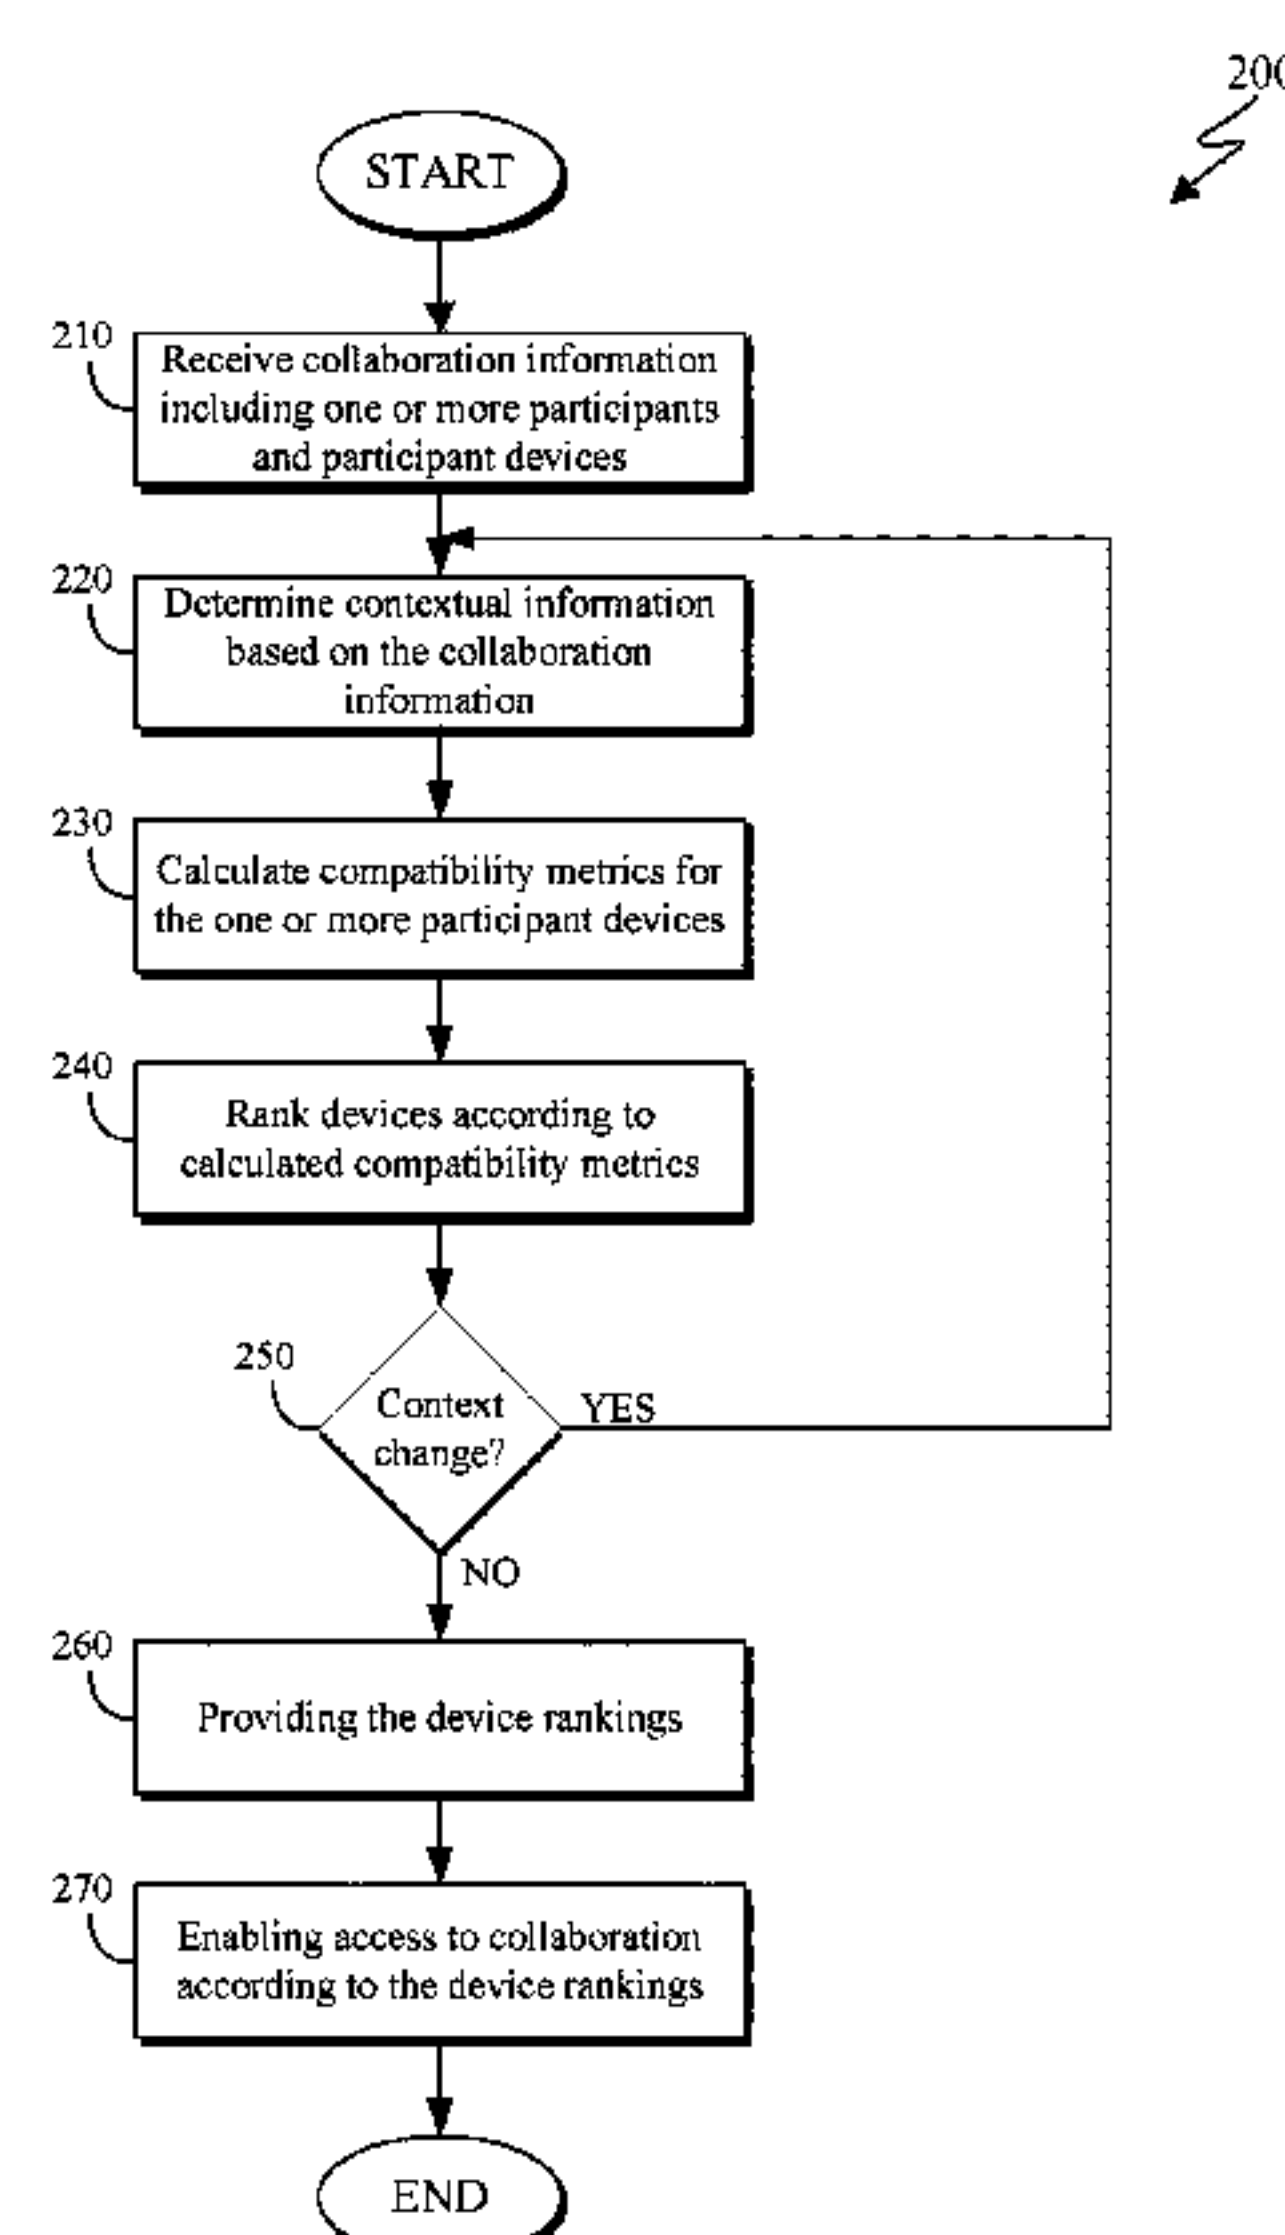 200
START
210
Receive collaboration information
including one or more participants
and participant devices
220
Determine contextual information
based on the collaboration
information
230
Calculate compatibility metrics for
the one or more participant devices
240
Rank devices according to
calculated compatibility metrics
250
Context
change?
YES
NO
260
Providing the device rankings
270
Enabling access to collaboration
according to the device rankings
END